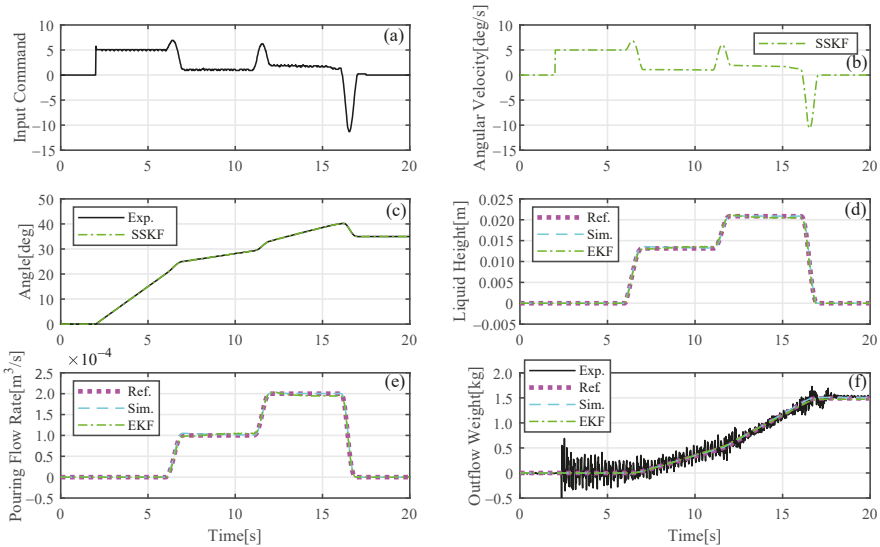 10
5
0
−5
−10
−15
Input Command
(a)
0 5 10 15 20
10
5
0
−5
−10
−15
Angular Velocity[deg/s]
SSKF
(b)
0 5 10 15 20
50
40
30
20
10
0
Angle[deg]
Exp.
SSKF
(c)
0 5 10 15 20
0.025
0.020
0.015
0.010
0.005
0
−0.005
Liquid Height[m]
Ref.
Sim.
EKF
(d)
0 5 10 15 20
×10⁻⁴
2.5
2.0
1.5
1.0
0.5
0
−0.5
Pouring Flow Rate[m³/s]
Ref.
Sim.
EKF
(e)
0 5 10 15 20
Time[s]
2.0
1.5
1.0
0.5
0
−0.5
Outflow Weight[kg]
Exp.
Ref.
Sim.
EKF
(f)
0 5 10 15 20
Time[s]